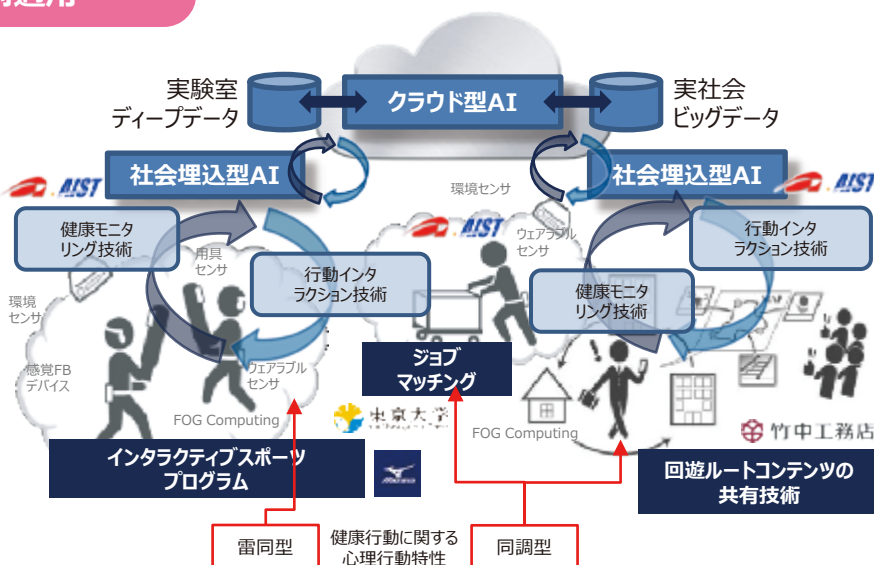 適用
実験室
ディープデータ
クラウド型AI
実社会
ビッグデータ
社会埋込型AI
社会埋込型AI
環境センサ
AIST
AIST
AIST
健康モニタ
リング技術
用具
センサ
行動インタ
ラクション技術
ウェアラブル
センサ
行動インタ
ラクション技術
健康モニタ
リング技術
環境
センサ
感覚FB
デバイス
ウェアラブル
センサ
ジョブ
マッチング
FOG Computing
東京大学
FOG Computing
竹中工務店
インタラクティブスポーツ
プログラム
回遊ルートコンテンツの
共有技術
雷同型
健康行動に関する
心理行動特性
同調型